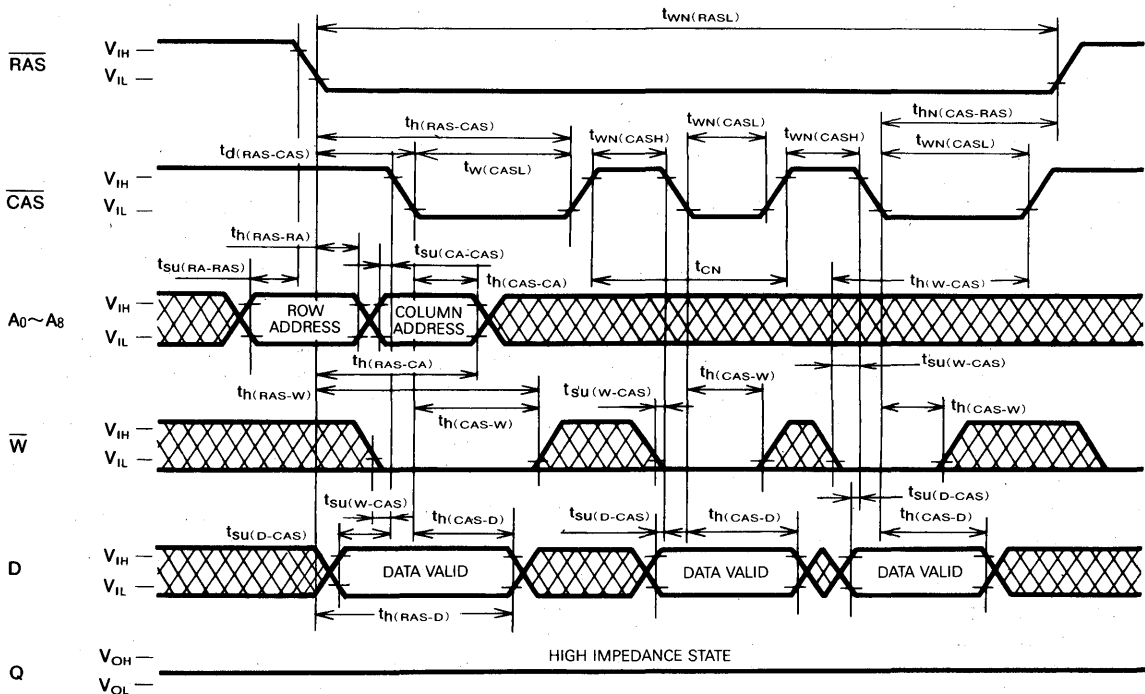 twN(RASL)
RAS
VIH
VIL
thN(CAS-RAS)
th(RAS-CAS)
twN(CASH)
twN(CASL)
twN(CASH)
twN(CASL)
td(RAS-CAS)
tw(CASL)
CAS
VIH
VIL
th(RAS-RA)
tsu(CA-CAS)
tsu(RA-RAS)
th(CAS-CA)
tCN
th(W-CAS)
A0~A8
VIH
VIL
ROW ADDRESS
COLUMN ADDRESS
th(RAS-CA)
tsu(W-CAS)
th(RAS-W)
tsu(W-CAS)
th(CAS-W)
th(CAS-W)
th(CAS-W)
W
VIH
VIL
tsu(W-CAS)
tsu(D-CAS)
th(CAS-D)
tsu(D-CAS)
th(CAS-D)
tsu(D-CAS)
th(CAS-D)
D
VIH
VIL
DATA VALID
DATA VALID
DATA VALID
th(RAS-D)
Q
VOH
VOL
HIGH IMPEDANCE STATE